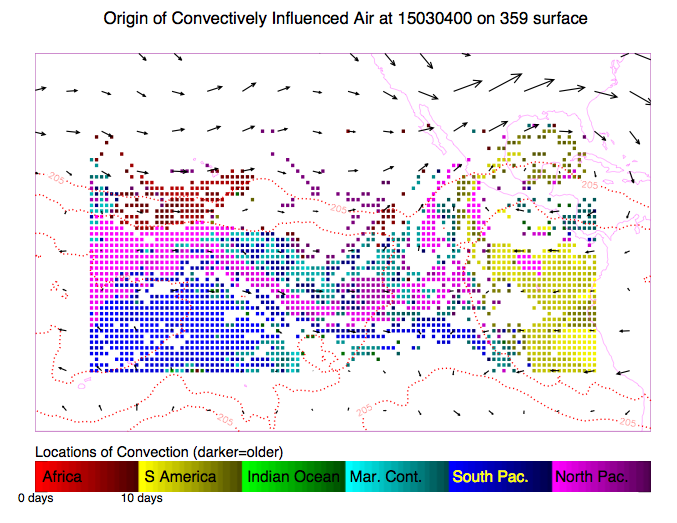 Origin of Convectively Influenced Air at 15030400 on 359 surface
205
205
205
205
205
205
Locations of Convection (darker=older)
Africa S America Indian Ocean Mar. Cont. South Pac. North Pac.
0 days 10 days